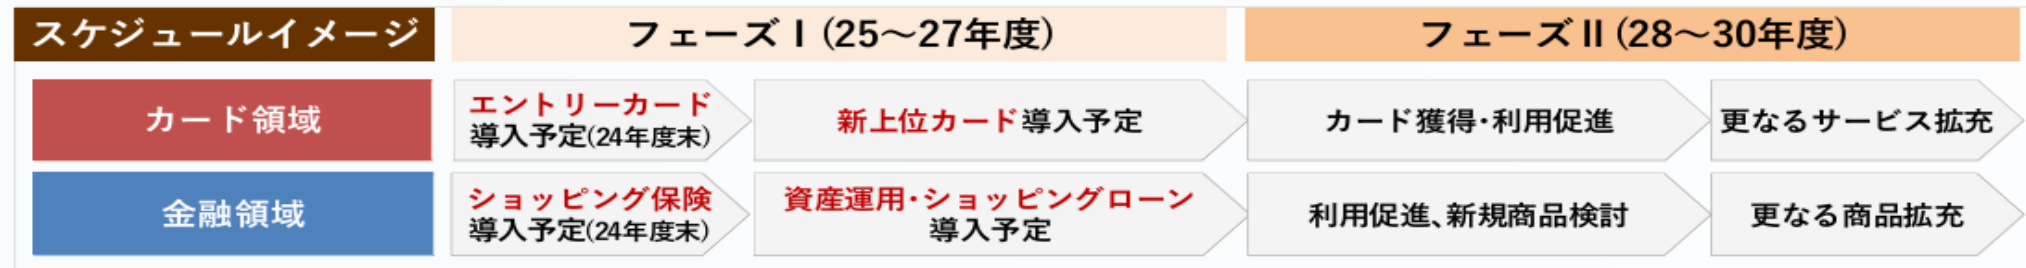 スケジュールイメージ
フェーズⅠ(25～27年度)
フェーズⅡ(28～30年度)
カード領域
エントリーカード
導入予定(24年度末)
新上位カード導入予定
カード獲得・利用促進
更なるサービス拡充
金融領域
ショッピング保険
導入予定(24年度末)
資産運用・ショッピングローン
導入予定
利用促進、新規商品検討
更なる商品拡充